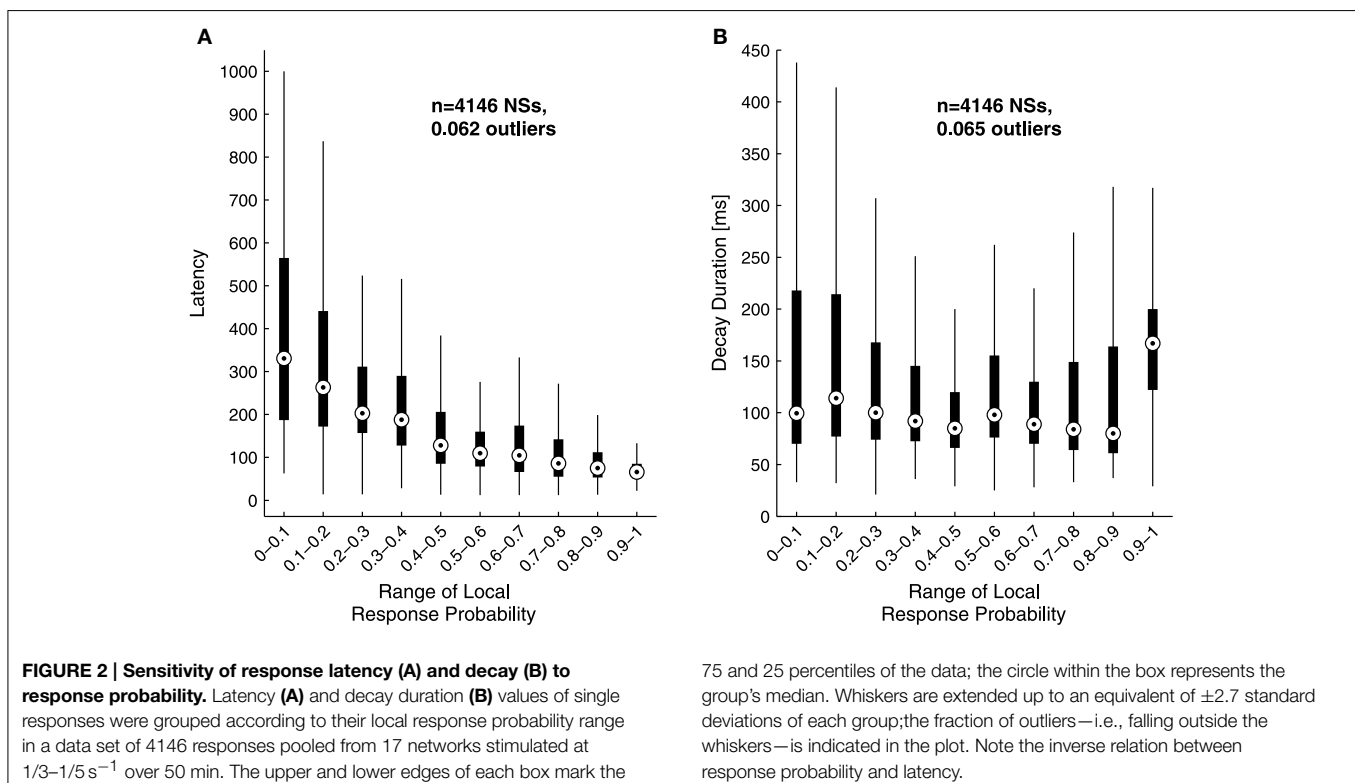 A
1000
900
800
700
600
500
400
300
200
100
0
Latency
n=4146 NSs,
0.062 outliers
0–0.1
0.1–0.2
0.2–0.3
0.3–0.4
0.4–0.5
0.5–0.6
0.6–0.7
0.7–0.8
0.8–0.9
0.9–1
Range of Local
Response Probability
B
450
400
350
300
250
200
150
100
50
0
Decay Duration [ms]
n=4146 NSs,
0.065 outliers
0–0.1
0.1–0.2
0.2–0.3
0.3–0.4
0.4–0.5
0.5–0.6
0.6–0.7
0.7–0.8
0.8–0.9
0.9–1
Range of Local
Response Probability
FIGURE 2 | Sensitivity of response latency (A) and decay (B) to
response probability. Latency (A) and decay duration (B) values of single
responses were grouped according to their local response probability range
in a data set of 4146 responses pooled from 17 networks stimulated at
1/3–1/5 s⁻¹ over 50 min. The upper and lower edges of each box mark the
75 and 25 percentiles of the data; the circle within the box represents the
group's median. Whiskers are extended up to an equivalent of ±2.7 standard
deviations of each group;the fraction of outliers—i.e., falling outside the
whiskers—is indicated in the plot. Note the inverse relation between
response probability and latency.